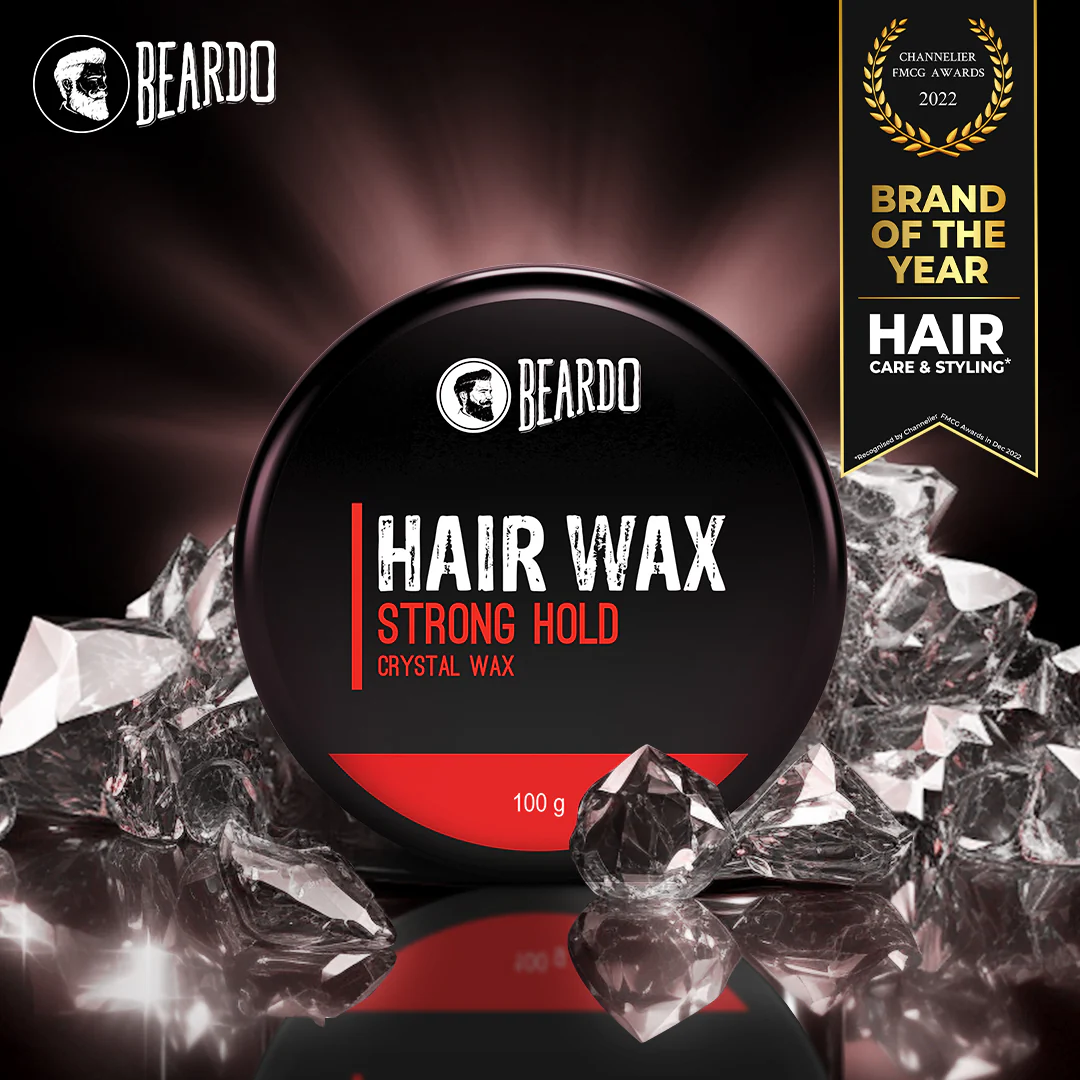 BEARDO
CHANNELIER
FMCG AWARDS
2022
BRAND
OF THE
YEAR
HAIR
CARE & STYLING*
*Recognised by Channelier FMCG Awards in Dec 2022
BEARDO
HAIR WAX
STRONG HOLD
CRYSTAL WAX
100 g
100 g